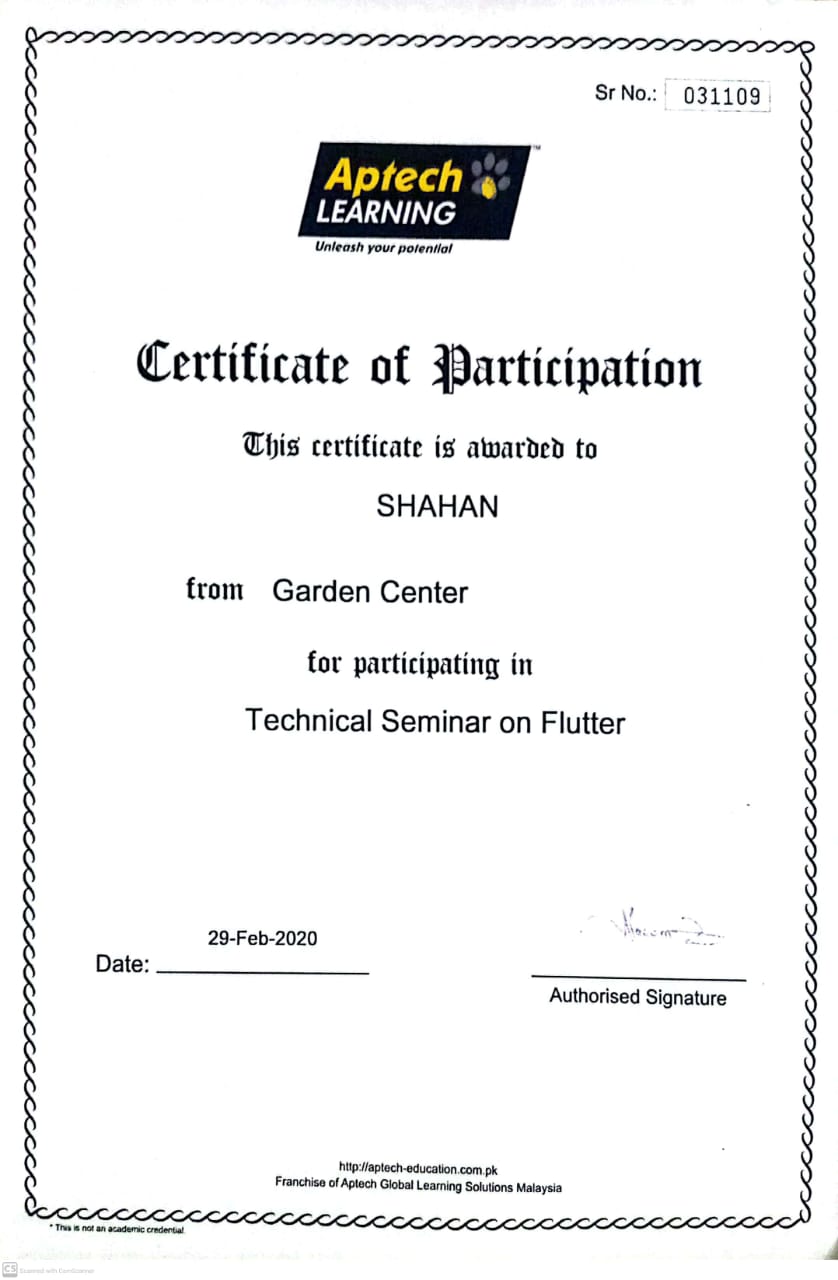 Sr No.: 031109
Aptech
LEARNING
™
Unleash your potential
Certificate of Participation
This certificate is awarded to
SHAHAN
from Garden Center
for participating in
Technical Seminar on Flutter
29-Feb-2020
Date:
Authorised Signature
http://aptech-education.com.pk
Franchise of Aptech Global Learning Solutions Malaysia
* This is not an academic credential.
CS Scanned with CamScanner